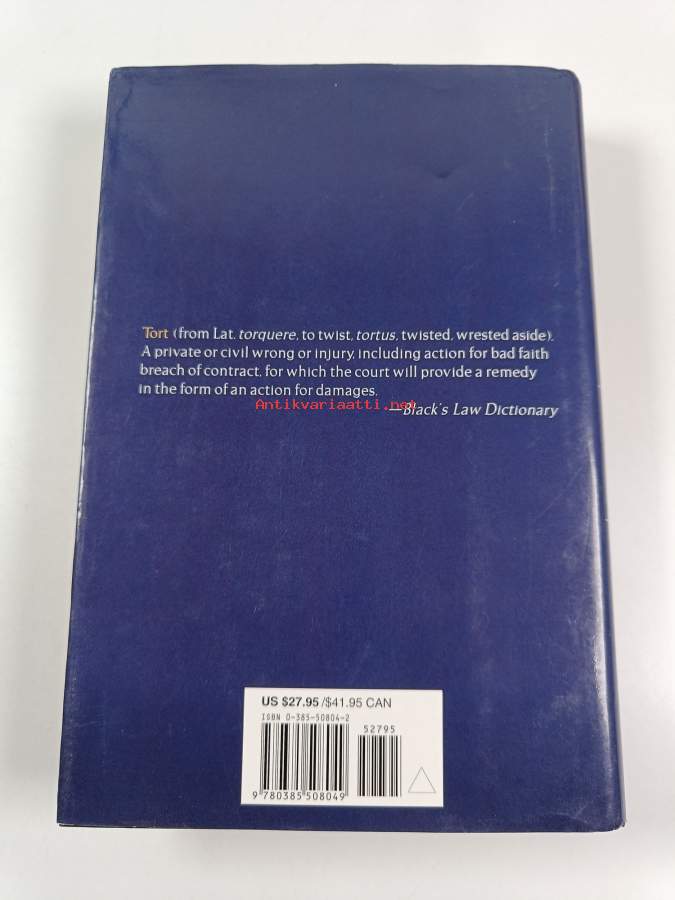 Tort (from Lat. torquere, to twist, tortus, twisted, wrested aside).
A private or civil wrong or injury, including action for bad faith
breach of contract, for which the court will provide a remedy
in the form of an action for damages.
Antikvariaatti.net
—Black's Law Dictionary
US $27.95/$41.95 CAN
ISBN 0-385-50804-2
52795
9 780385 508049